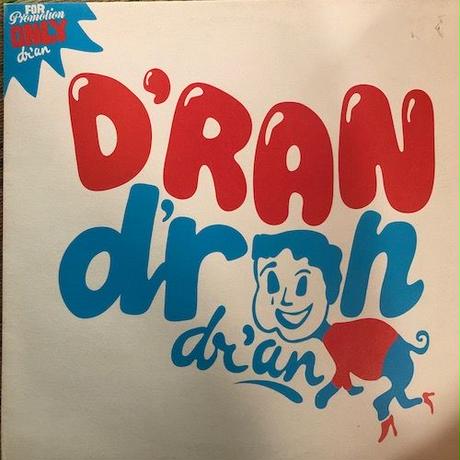 FOR
Promotion
ONLY
dr'an
D'RAN
d'ran
dr'an